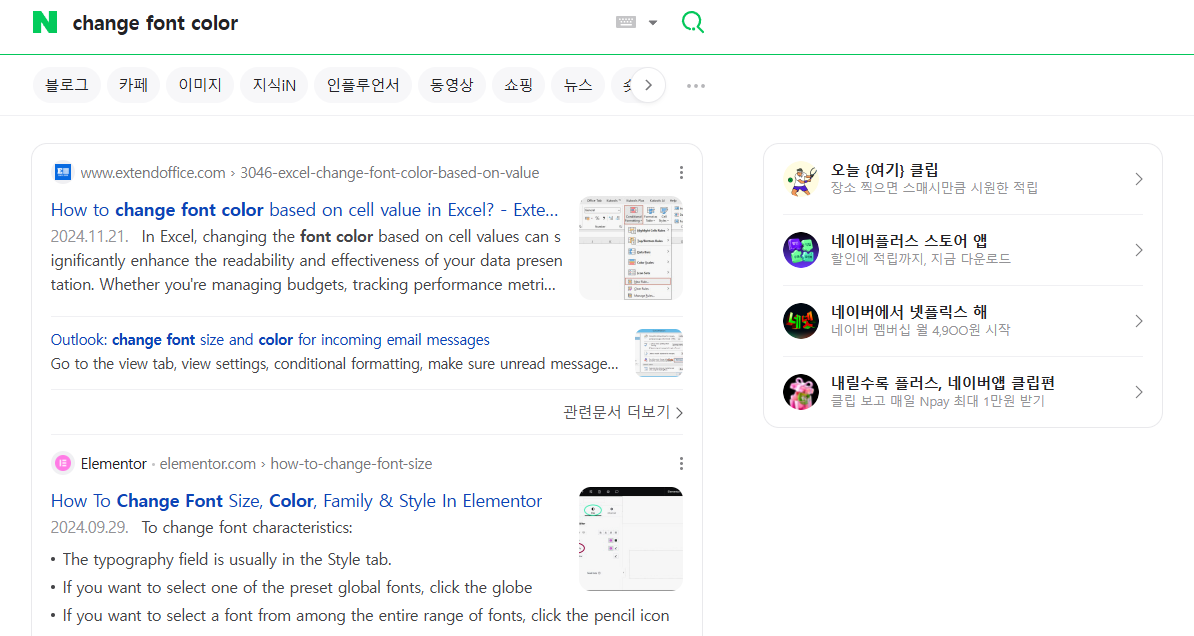 N change font color
블로그 카페 이미지 지식iN 인플루언서 동영상 쇼핑 뉴스
www.extendoffice.com › 3046-excel-change-font-color-based-on-value
How to change font color based on cell value in Excel? - Exte...
2024.11.21. In Excel, changing the font color based on cell values can s
ignificantly enhance the readability and effectiveness of your data presen
tation. Whether you're managing budgets, tracking performance metri...
Outlook: change font size and color for incoming email messages
Go to the view tab, view settings, conditional formatting, make sure unread message...
관련문서 더보기
Elementor · elementor.com › how-to-change-font-size
How To Change Font Size, Color, Family & Style In Elementor
2024.09.29. To change font characteristics:
• The typography field is usually in the Style tab.
• If you want to select one of the preset global fonts, click the globe
• If you want to select a font from among the entire range of fonts, click the pencil icon
오늘 {여기} 클립
장소 찍으면 스매시만큼 시원한 적립
네이버플러스 스토어 앱
할인에 적립까지, 지금 다운로드
네이버에서 넷플릭스 해
네이버 멤버십 월 4,900원 시작
내릴수록 플러스, 네이버앱 클립편
클립 보고 매일 Npay 최대 1만원 받기